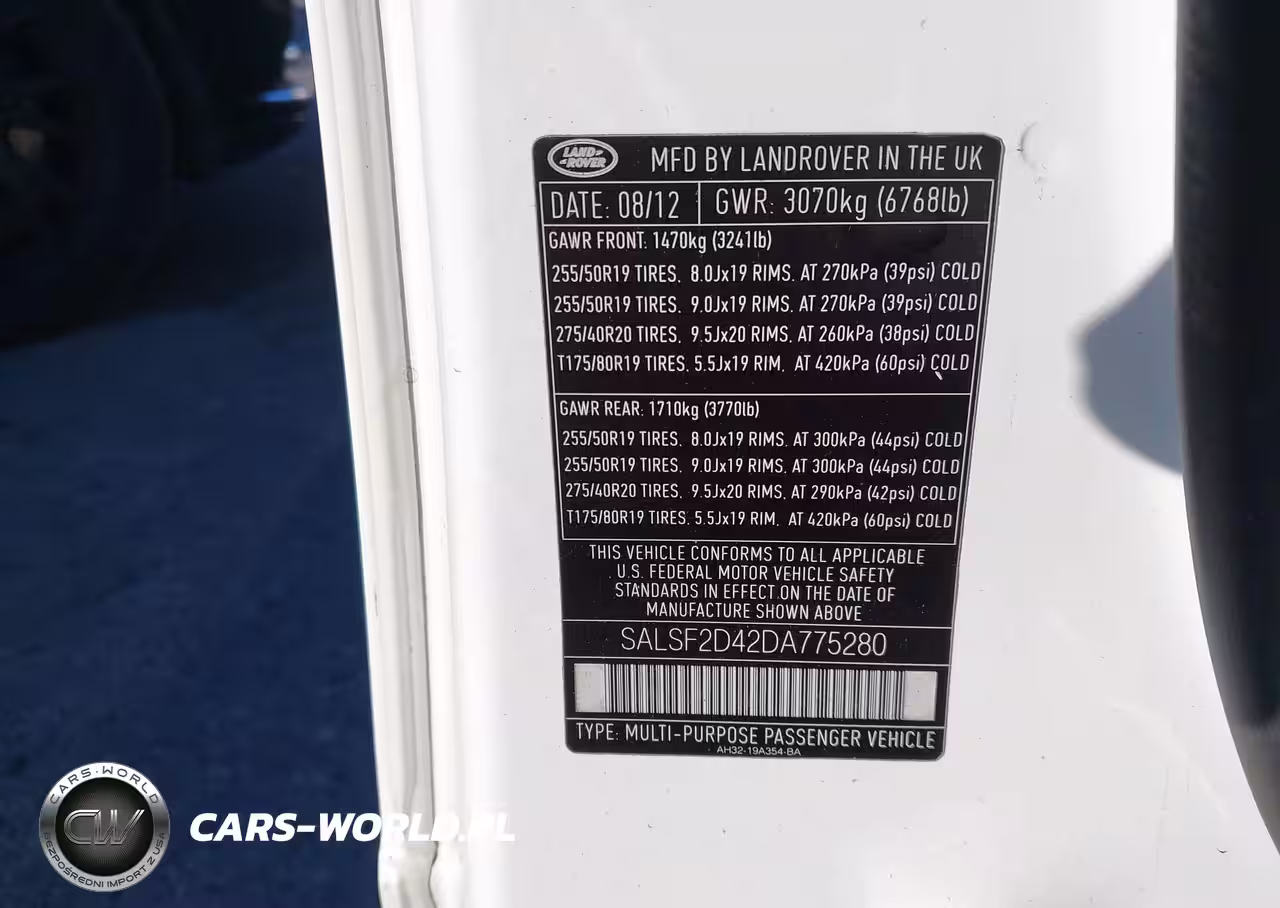 LAND-ROVER MFD BY LANDROVER IN THE UK
DATE: 08/12 GWR: 3070kg (6768lb)
GAWR FRONT: 1470kg (3241lb)
255/50R19 TIRES. 8.0Jx19 RIMS. AT 270kPa (39psi) COLD
255/50R19 TIRES. 9.0Jx19 RIMS. AT 270kPa (39psi) COLD
275/40R20 TIRES. 9.5Jx20 RIMS. AT 260kPa (38psi) COLD
T175/80R19 TIRES. 5.5Jx19 RIM. AT 420kPa (60psi) COLD
GAWR REAR: 1710kg (3770lb)
255/50R19 TIRES. 8.0Jx19 RIMS. AT 300kPa (44psi) COLD
255/50R19 TIRES. 9.0Jx19 RIMS. AT 300kPa (44psi) COLD
275/40R20 TIRES. 9.5Jx20 RIMS. AT 290kPa (42psi) COLD
T175/80R19 TIRES. 5.5Jx19 RIM. AT 420kPa (60psi) COLD
THIS VEHICLE CONFORMS TO ALL APPLICABLE
U.S. FEDERAL MOTOR VEHICLE SAFETY
STANDARDS IN EFFECT ON THE DATE OF
MANUFACTURE SHOWN ABOVE
SALSF2D42DA775280
TYPE: MULTI-PURPOSE PASSENGER VEHICLE
AH32-19A354-BA
CARS-WORLD
CW
BEZPOŚREDNI IMPORT Z USA
CARS-WORLD.PL